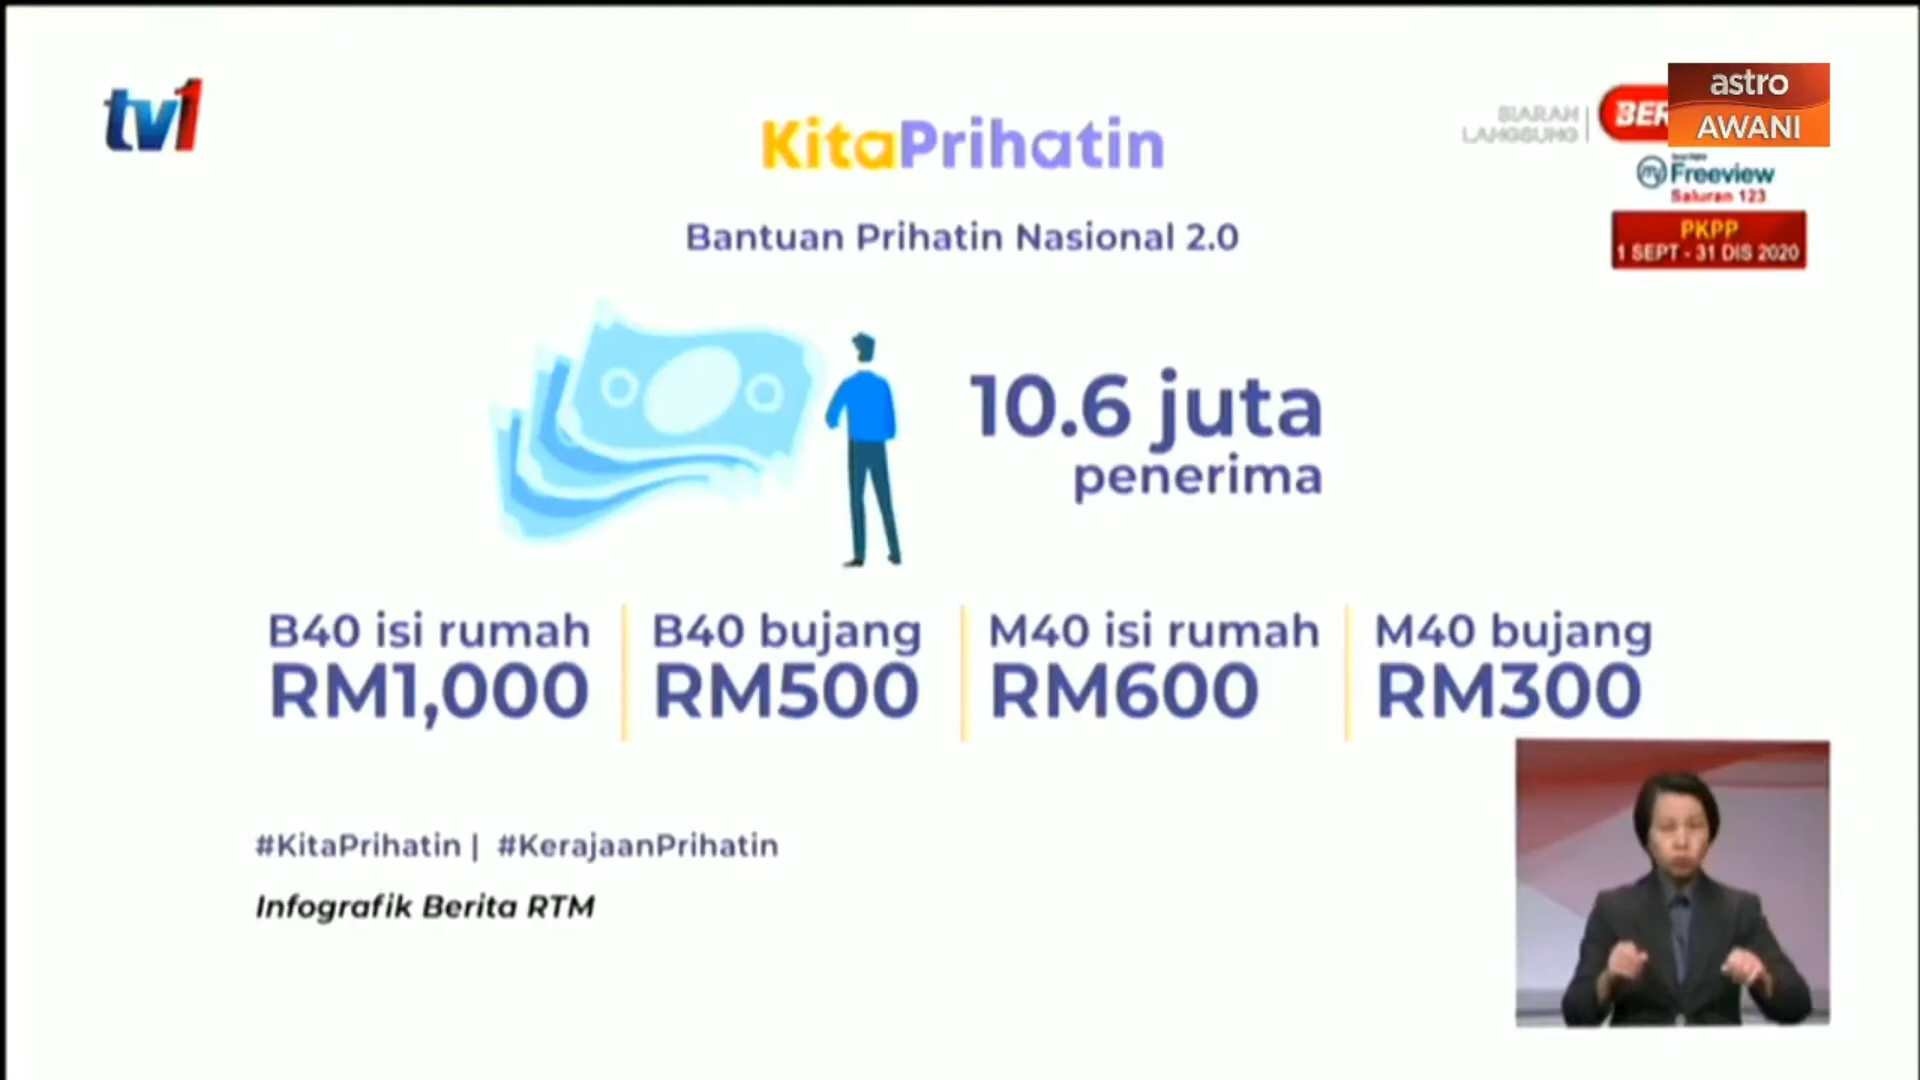 tv1
KitaPrihatin
SIARAN
LANGSUNG
astro
AWANI
Freeview
Saluran 123
PKPP
1 SEPT - 31 DIS 2020
Bantuan Prihatin Nasional 2.0
10.6 juta
penerima
B40 isi rumah
RM1,000
B40 bujang
RM500
M40 isi rumah
RM600
M40 bujang
RM300
#KitaPrihatin | #KerajaanPrihatin
Infografik Berita RTM